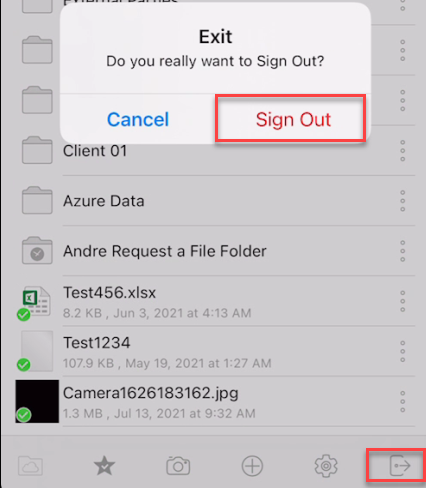 External Parties
Exit
Do you really want to Sign Out?
Cancel
Sign Out
Client 01
Azure Data
Andre Request a File Folder
Test456.xlsx
8.2 KB , Jun 3, 2021 at 4:13 AM
Test1234
107.9 KB , May 19, 2021 at 1:27 AM
Camera1626183162.jpg
1.3 MB , Jul 13, 2021 at 9:32 AM